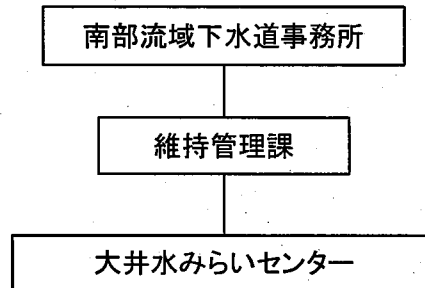 南部流域下水道事務所
維持管理課
大井水みらいセンター